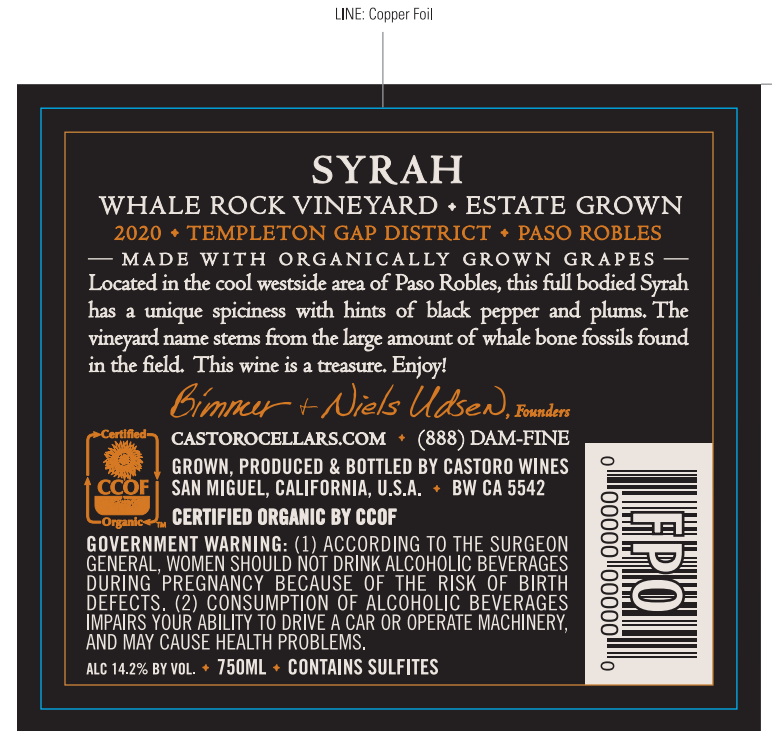 LINE: Copper Foil
SYRAH
WHALE ROCK VINEYARD • ESTATE GROWN
2020 • TEMPLETON GAP DISTRICT • PASO ROBLES
— MADE WITH ORGANICALLY GROWN GRAPES —
Located in the cool westside area of Paso Robles, this full bodied Syrah
has a unique spiciness with hints of black pepper and plums. The
vineyard name stems from the large amount of whale bone fossils found
in the field. This wine is a treasure. Enjoy!
Bimmer + Niels Udsen, Founders
CASTOROCELLARS.COM • (888) DAM-FINE
GROWN, PRODUCED & BOTTLED BY CASTORO WINES
SAN MIGUEL, CALIFORNIA, U.S.A. • BW CA 5542
CERTIFIED ORGANIC BY CCOF
Certified
CCOF
Organic™
GOVERNMENT WARNING: (1) ACCORDING TO THE SURGEON
GENERAL, WOMEN SHOULD NOT DRINK ALCOHOLIC BEVERAGES
DURING PREGNANCY BECAUSE OF THE RISK OF BIRTH
DEFECTS. (2) CONSUMPTION OF ALCOHOLIC BEVERAGES
IMPAIRS YOUR ABILITY TO DRIVE A CAR OR OPERATE MACHINERY,
AND MAY CAUSE HEALTH PROBLEMS.
ALC 14.2% BY VOL. • 750ML • CONTAINS SULFITES
0 00000 00000 0
FPO